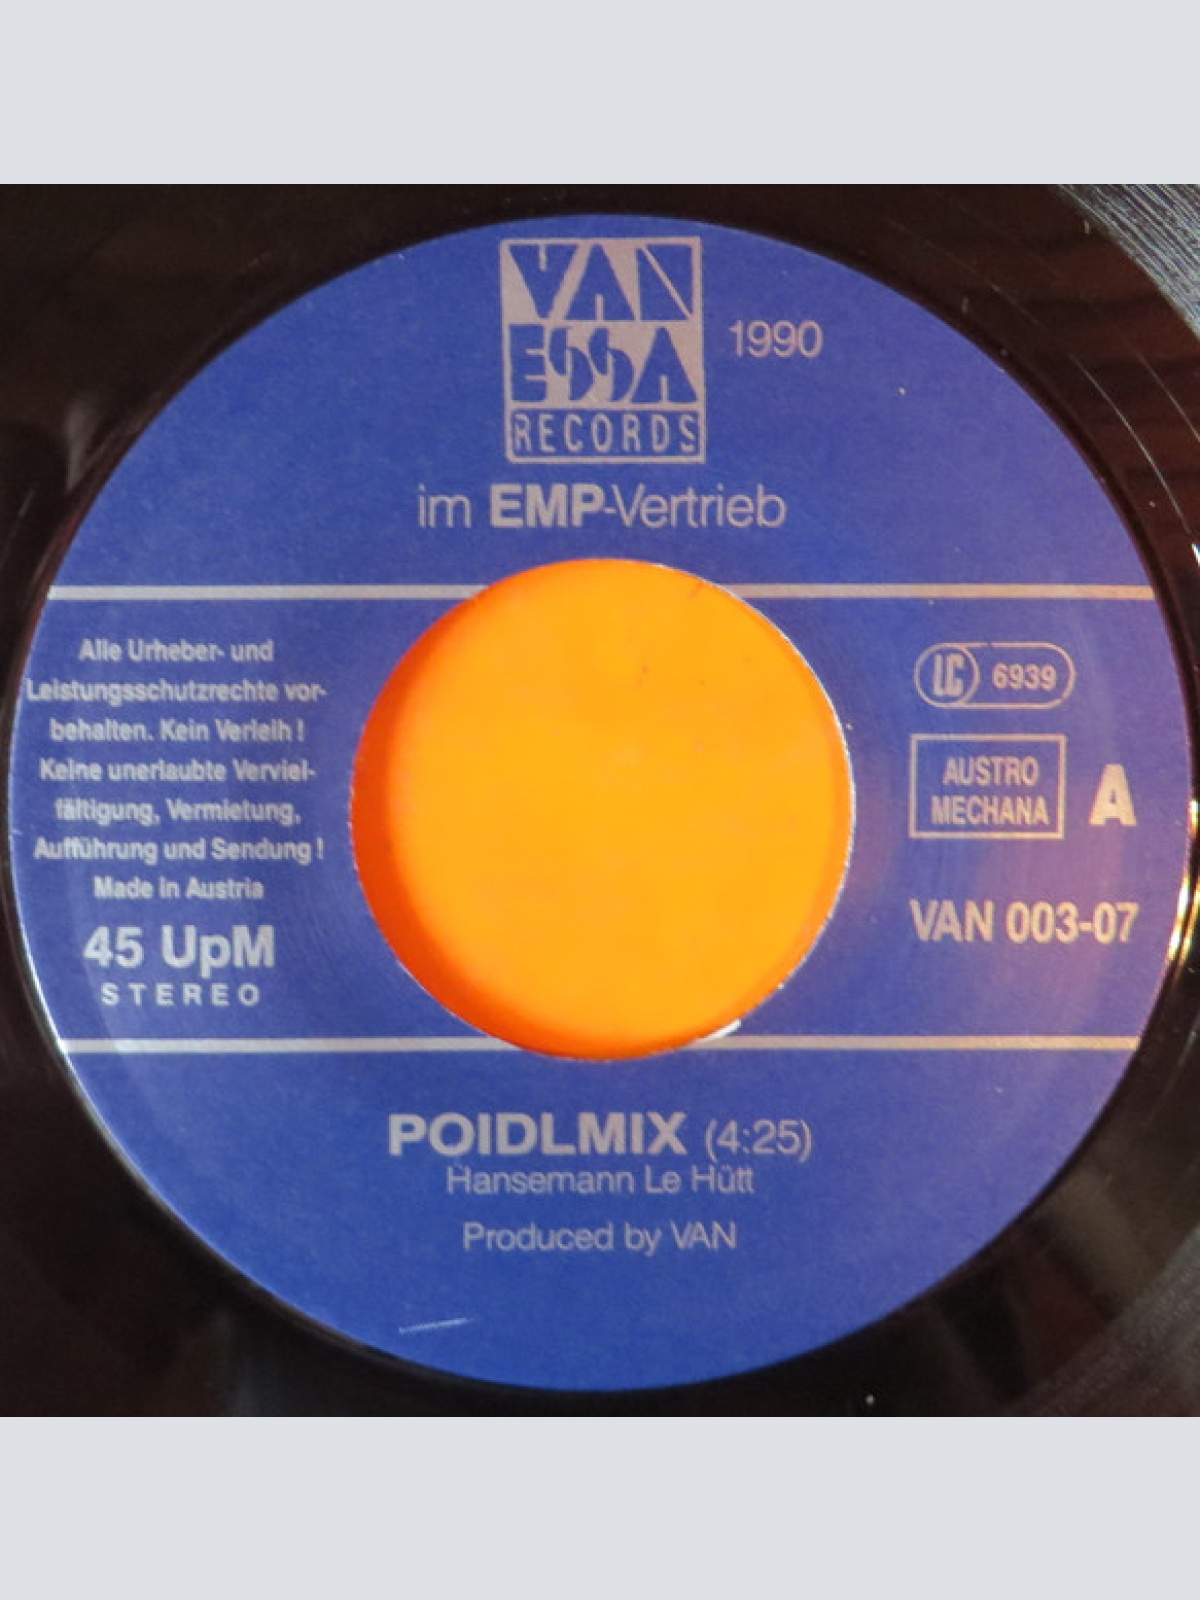 VAN
ESSA
RECORDS
1990
im EMP-Vertrieb
Alle Urheber- und
Leistungsschutzrechte vor-
behalten. Kein Verleih !
Keine unerlaubte Verviel-
fältigung, Vermietung,
Aufführung und Sendung !
Made in Austria
45 UpM
STEREO
LC 6939
AUSTRO
MECHANA
A
VAN 003-07
POIDLMIX (4:25)
Hansemann Le Hütt
Produced by VAN